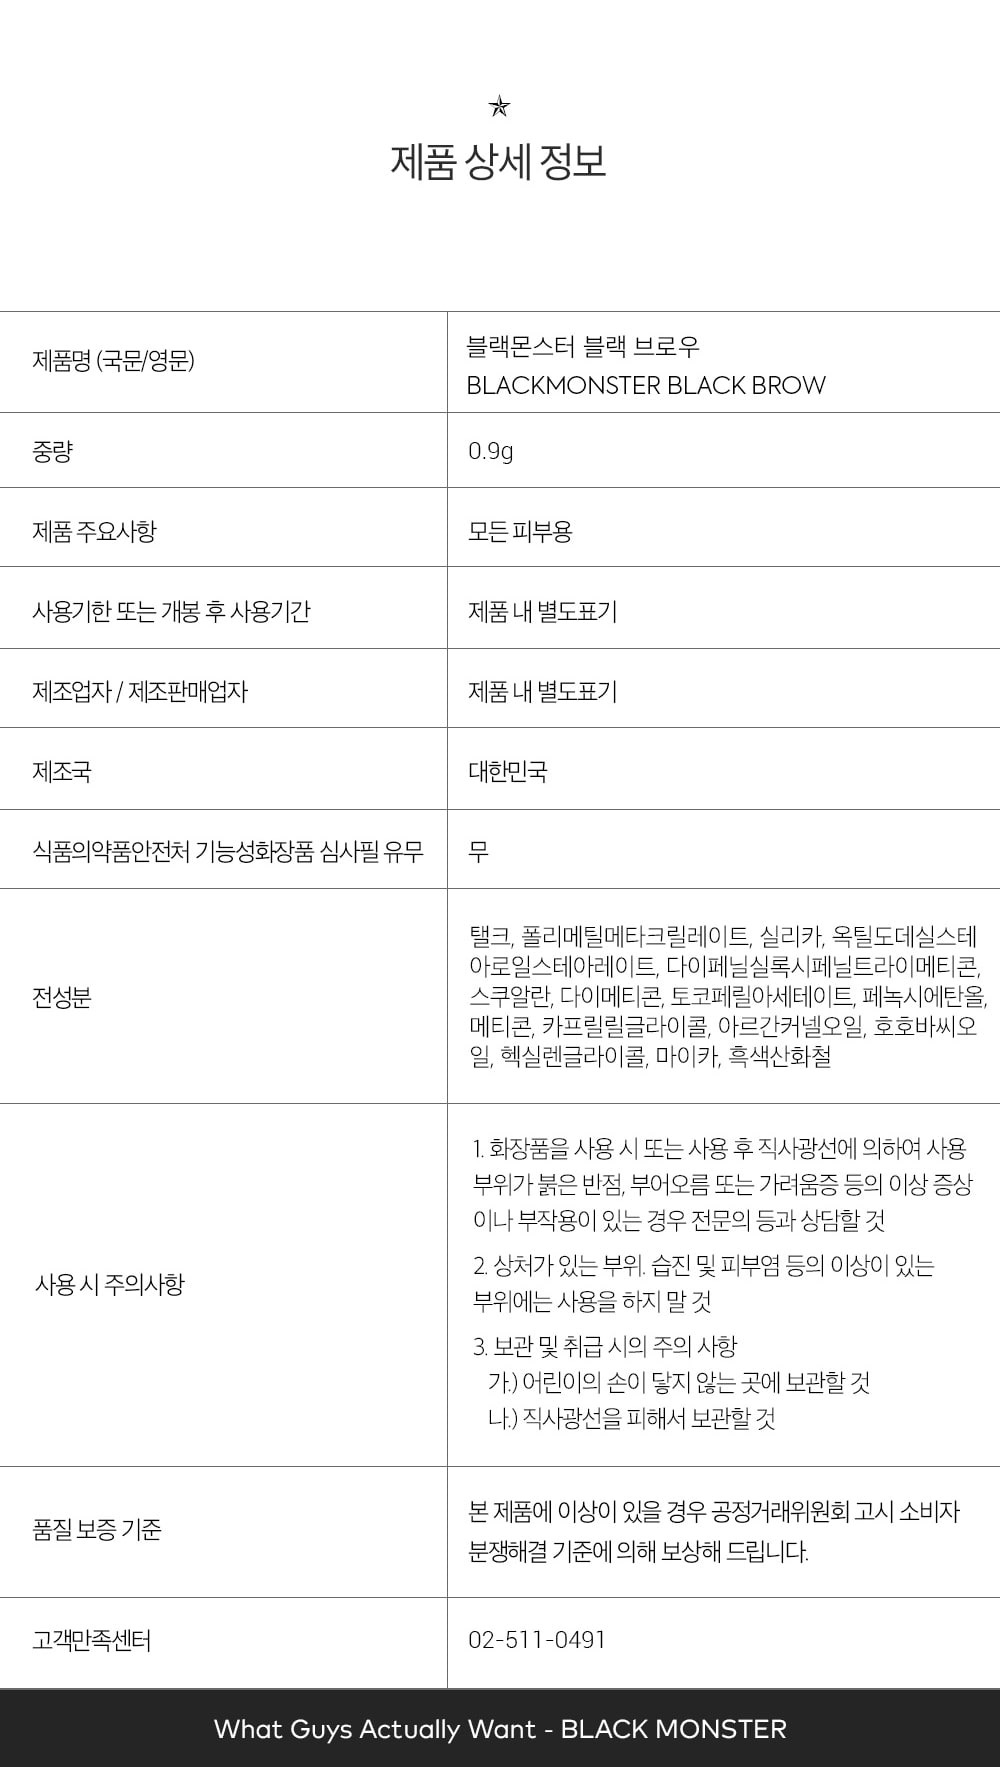 제품 상세 정보
제품명 (국문/영문)
블랙몬스터 블랙 브로우
BLACKMONSTER BLACK BROW
중량
0.9g
제품 주요사항
모든 피부용
사용기한 또는 개봉 후 사용기간
제품 내 별도표기
제조업자 / 제조판매업자
제품 내 별도표기
제조국
대한민국
식품의약품안전처 기능성화장품 심사필 유무
무
전성분
탤크, 폴리메틸메타크릴레이트, 실리카, 옥틸도데실스테
아로일스테아레이트, 다이페닐실록시페닐트라이메티콘,
스쿠알란, 다이메티콘, 토코페릴아세테이트, 페녹시에탄올,
메티콘, 카프릴릴글라이콜, 아르간커넬오일, 호호바씨오
일, 헥실렌글라이콜, 마이카, 흑색산화철
사용 시 주의사항
1. 화장품을 사용 시 또는 사용 후 직사광선에 의하여 사용
부위가 붉은 반점, 부어오름 또는 가려움증 등의 이상 증상
이나 부작용이 있는 경우 전문의 등과 상담할 것
2. 상처가 있는 부위. 습진 및 피부염 등의 이상이 있는
부위에는 사용을 하지 말 것
3. 보관 및 취급 시의 주의 사항
가.) 어린이의 손이 닿지 않는 곳에 보관할 것
나.) 직사광선을 피해서 보관할 것
품질 보증 기준
본 제품에 이상이 있을 경우 공정거래위원회 고시 소비자
분쟁해결 기준에 의해 보상해 드립니다.
고객만족센터
02-511-0491
What Guys Actually Want - BLACK MONSTER